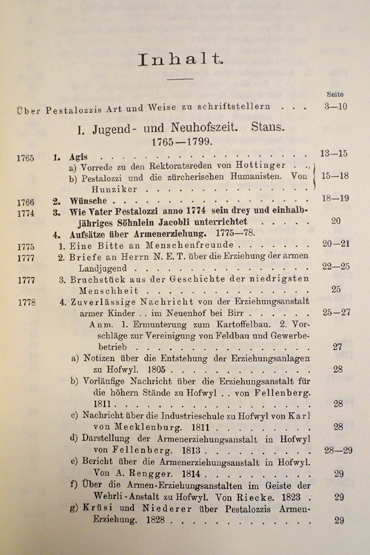 Inhalt.
Seite
Über Pestalozzis Art und Weise zu schriftstellern . . . 3—10
I. Jugend- und Neuhofszeit. Stans.
1765—1799.
1765 1. Agis . . . . . . . . . . . . . . . . 13—15
a) Vorrede zu den Rektoratsreden von Hottinger . .
b) Pestalozzi und die zürcherischen Humanisten. Von 15—18
Hunziker . . . . . . . . . . . . .
1766 2. Wünsche . . . . . . . . . . . . . . . 18—19
1774 3. Wie Vater Pestalozzi anno 1774 sein drey und einhalb-
jähriges Söhnlein Jacobli unterrichtet . . . . . 20
4. Aufsätze über Armenerziehung. 1775—78.
1775 1. Eine Bitte an Menschenfreunde . . . . . . . 20—21
1777 2. Briefe an Herrn N. E. T. über die Erziehung der armen
Landjugend . . . . . . . . . . . . . 22—25
1777 3. Bruchstück aus der Geschichte der niedrigsten
Menschheit . . . . . . . . . . . . . 25
1778 4. Zuverlässige Nachricht von der Erziehungsanstalt
armer Kinder . . im Neuenhof bei Birr . . . . . 25—27
Anm. 1. Ermunterung zum Kartoffelbau. 2. Vor-
schläge zur Vereinigung von Feldbau und Gewerbe-
betrieb . . . . . . . . . . . . . . 27
a) Notizen über die Entstehung der Erziehungsanlagen
zu Hofwyl. 1805 . . . . . . . . . . . 28
b) Vorläufige Nachricht über die Erziehungsanstalt für
die höhern Stände zu Hofwyl . . von Fellenberg.
1811 . . . . . . . . . . . . . . . 28
c) Nachricht über die Industrieschule zu Hofwyl von Karl
von Mecklenburg. 1811 . . . . . . . . . 28
d) Darstellung der Armenerziehungsanstalt in Hofwyl
von Fellenberg. 1813 . . . . . . . . . . 28—29
e) Bericht über die Armenerziehungsanstalt in Hofwyl.
Von A. Rengger. 1814 . . . . . . . . . . 29
f) Über die Armen-Erziehungsanstalten im Geiste der
Wehrli-Anstalt zu Hofwyl. Von Riecke. 1823 . 29
g) Krüsi und Niederer über Pestalozzis Armen-
Erziehung. 1828 . . . . . . . . . . . . 29